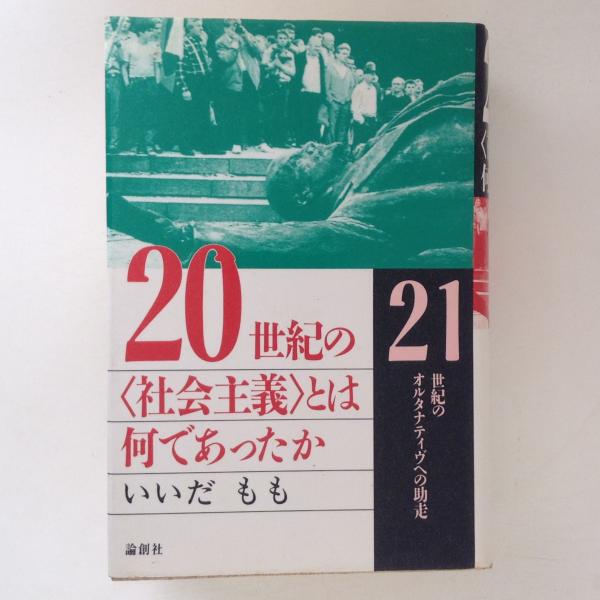 20世紀の
〈社会主義〉とは
何であったか
いいだ もも
論創社
21
世紀の
オルタナティヴへの助走